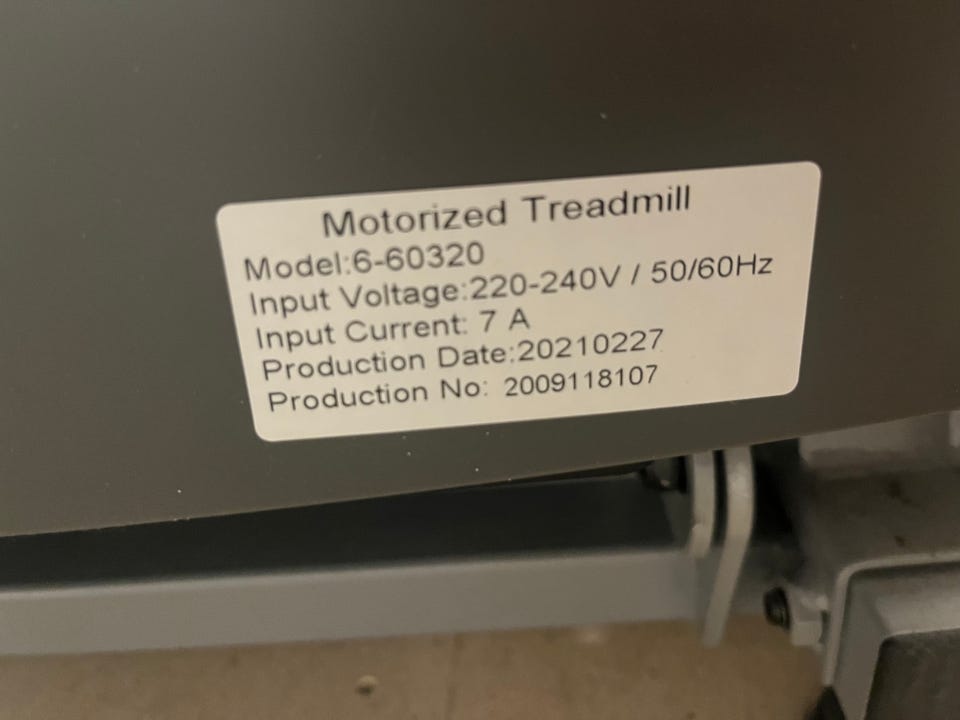 Motorized Treadmill
Model:6-60320
Input Voltage:220-240V / 50/60Hz
Input Current: 7 A
Production Date:20210227
Production No: 2009118107